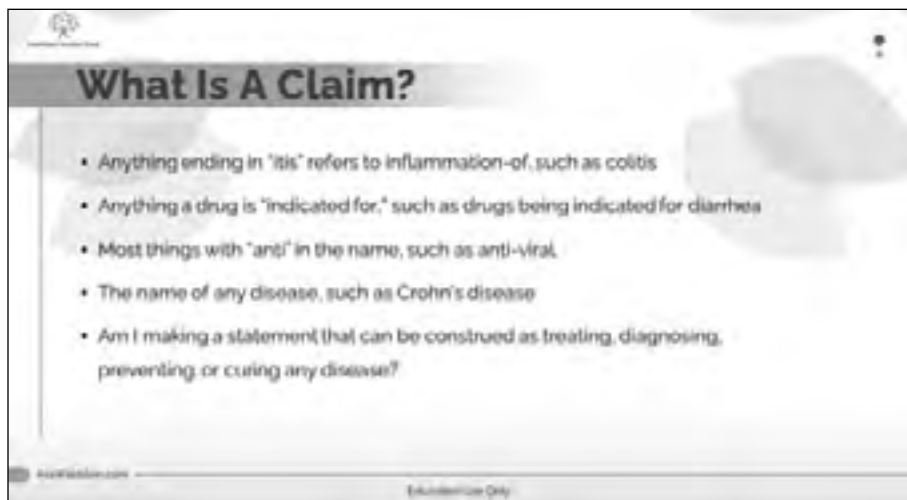 What Is A Claim?
• Anything ending in "itis" refers to inflammation-of, such as colitis
• Anything a drug is "indicated for," such as drugs being indicated for diarrhea
• Most things with "anti" in the name, such as anti-viral,
• The name of any disease, such as Crohn's disease
• Am I making a statement that can be construed as treating, diagnosing,
preventing, or curing any disease?
Education Use Only